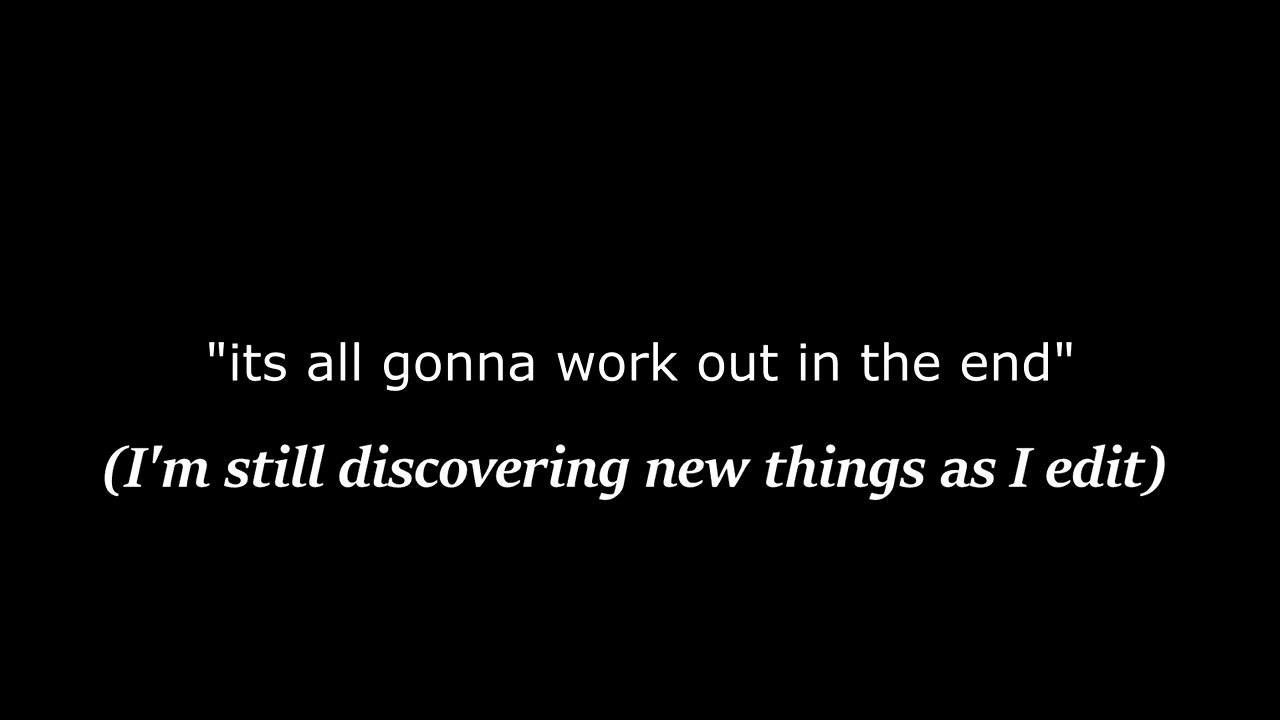 "its all gonna work out in the end"
(I'm still discovering new things as I edit)